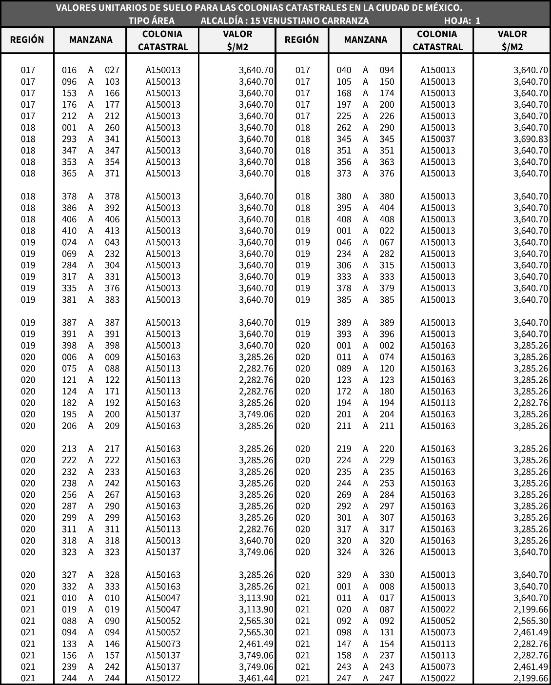 VALORES UNITARIOS DE SUELO PARA LAS COLONIAS CATASTRALES EN LA CIUDAD DE MÉXICO.
TIPO ÁREA ALCALDÍA : 15 VENUSTIANO CARRANZA HOJA: 1
REGIÓN MANZANA COLONIA CATASTRAL VALOR $/M2 REGIÓN MANZANA COLONIA CATASTRAL VALOR $/M2
017 016 A 027 A150013 3,640.70 017 040 A 094 A150013 3,640.70
017 096 A 103 A150013 3,640.70 017 105 A 150 A150013 3,640.70
017 153 A 166 A150013 3,640.70 017 168 A 174 A150013 3,640.70
017 176 A 177 A150013 3,640.70 017 197 A 200 A150013 3,640.70
017 212 A 212 A150013 3,640.70 017 225 A 226 A150013 3,640.70
018 001 A 260 A150013 3,640.70 018 262 A 290 A150013 3,640.70
018 293 A 341 A150013 3,640.70 018 345 A 345 A150037 3,690.83
018 347 A 347 A150013 3,640.70 018 351 A 351 A150013 3,640.70
018 353 A 354 A150013 3,640.70 018 356 A 363 A150013 3,640.70
018 365 A 371 A150013 3,640.70 018 373 A 376 A150013 3,640.70
018 378 A 378 A150013 3,640.70 018 380 A 380 A150013 3,640.70
018 386 A 392 A150013 3,640.70 018 395 A 404 A150013 3,640.70
018 406 A 406 A150013 3,640.70 018 408 A 408 A150013 3,640.70
018 410 A 413 A150013 3,640.70 019 001 A 022 A150013 3,640.70
019 024 A 043 A150013 3,640.70 019 046 A 067 A150013 3,640.70
019 069 A 232 A150013 3,640.70 019 234 A 282 A150013 3,640.70
019 284 A 304 A150013 3,640.70 019 306 A 315 A150013 3,640.70
019 317 A 331 A150013 3,640.70 019 333 A 333 A150013 3,640.70
019 335 A 376 A150013 3,640.70 019 378 A 379 A150013 3,640.70
019 381 A 383 A150013 3,640.70 019 385 A 385 A150013 3,640.70
019 387 A 387 A150013 3,640.70 019 389 A 389 A150013 3,640.70
019 391 A 391 A150013 3,640.70 019 393 A 396 A150013 3,640.70
019 398 A 398 A150013 3,640.70 020 001 A 002 A150163 3,285.26
020 006 A 009 A150163 3,285.26 020 011 A 074 A150163 3,285.26
020 075 A 088 A150113 2,282.76 020 089 A 120 A150163 3,285.26
020 121 A 122 A150163 3,285.26 020 123 A 123 A150163 3,285.26
020 124 A 171 A150113 2,282.76 020 172 A 180 A150163 3,285.26
020 182 A 192 A150163 3,285.26 020 194 A 194 A150113 2,282.76
020 195 A 200 A150137 3,749.06 020 201 A 204 A150163 3,285.26
020 206 A 209 A150163 3,285.26 020 211 A 211 A150163 3,285.26
020 213 A 217 A150163 3,285.26 020 219 A 220 A150163 3,285.26
020 222 A 222 A150163 3,285.26 020 224 A 229 A150163 3,285.26
020 232 A 233 A150163 3,285.26 020 235 A 235 A150163 3,285.26
020 238 A 242 A150163 3,285.26 020 244 A 253 A150163 3,285.26
020 256 A 267 A150163 3,285.26 020 269 A 284 A150163 3,285.26
020 287 A 290 A150163 3,285.26 020 292 A 297 A150163 3,285.26
020 299 A 299 A150163 3,285.26 020 301 A 307 A150163 3,285.26
020 311 A 311 A150113 2,282.76 020 317 A 317 A150163 3,285.26
020 318 A 318 A150013 3,640.70 020 320 A 320 A150163 3,285.26
020 323 A 323 A150137 3,749.06 020 324 A 326 A150013 3,640.70
020 327 A 328 A150163 3,285.26 020 329 A 330 A150013 3,640.70
020 332 A 333 A150163 3,285.26 021 001 A 008 A150013 3,640.70
021 010 A 010 A150047 3,113.90 021 011 A 017 A150013 3,640.70
021 019 A 019 A150047 3,113.90 021 020 A 087 A150022 2,199.66
021 088 A 090 A150052 2,565.30 021 092 A 092 A150052 2,565.30
021 094 A 094 A150052 2,565.30 021 098 A 131 A150073 2,461.49
021 133 A 146 A150073 2,461.49 021 147 A 154 A150113 2,282.76
021 156 A 157 A150137 3,749.06 021 158 A 237 A150113 2,282.76
021 239 A 242 A150137 3,749.06 021 243 A 243 A150073 2,461.49
021 244 A 244 A150122 3,461.44 021 247 A 247 A150022 2,199.66